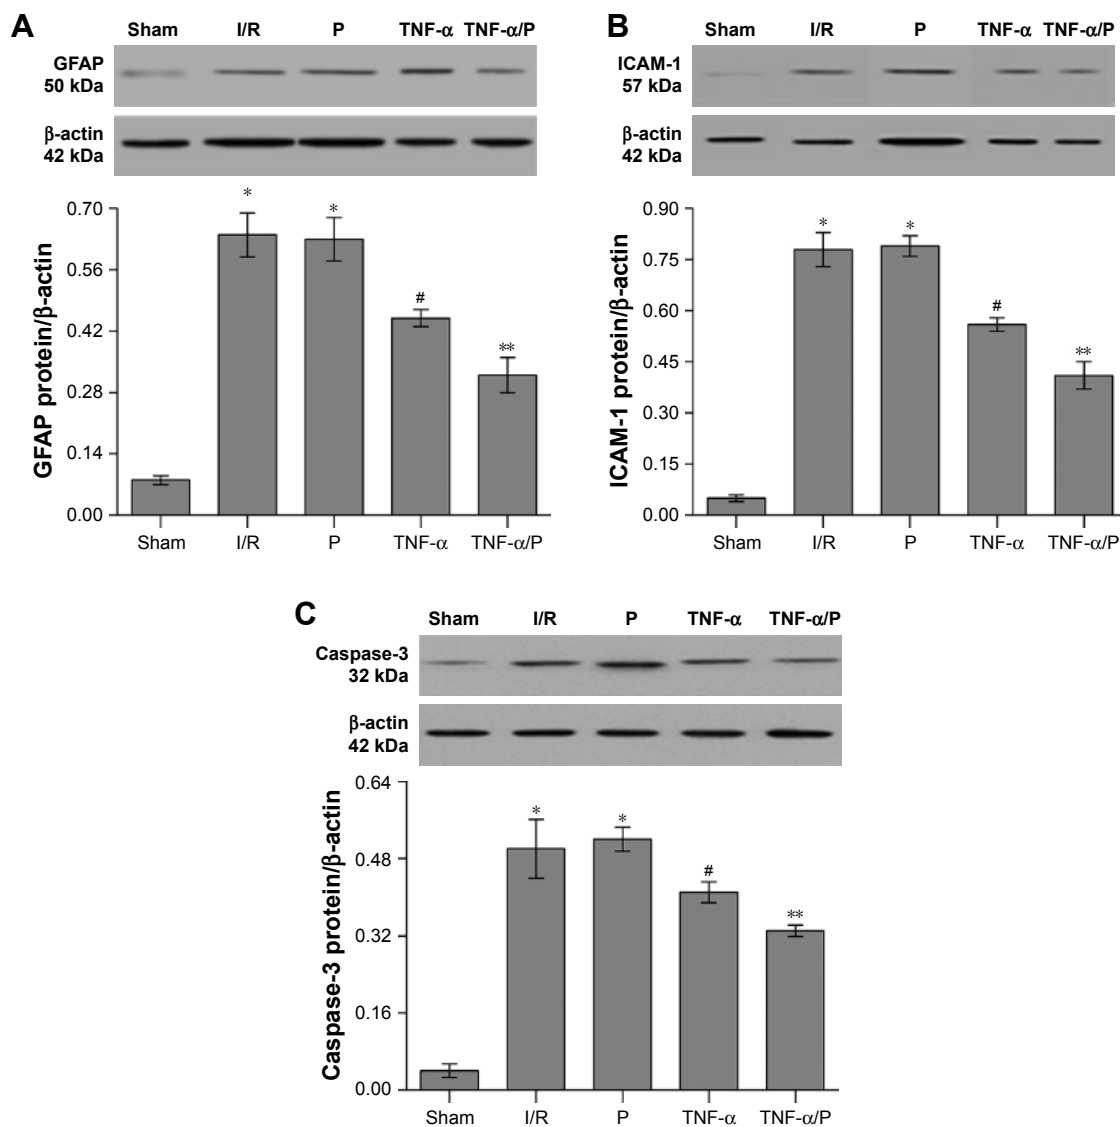 A
Sham I/R P TNF-α TNF-α/P
GFAP
50 kDa
β-actin
42 kDa
* * # **
0.70
0.56
0.42
0.28
0.14
0.00
GFAP protein/β-actin
Sham I/R P TNF-α TNF-α/P
B
Sham I/R P TNF-α TNF-α/P
ICAM-1
57 kDa
β-actin
42 kDa
* * # **
0.90
0.75
0.60
0.45
0.30
0.15
0.00
ICAM-1 protein/β-actin
Sham I/R P TNF-α TNF-α/P
C
Sham I/R P TNF-α TNF-α/P
Caspase-3
32 kDa
β-actin
42 kDa
* * # **
0.64
0.48
0.32
0.16
0.00
Caspase-3 protein/β-actin
Sham I/R P TNF-α TNF-α/P